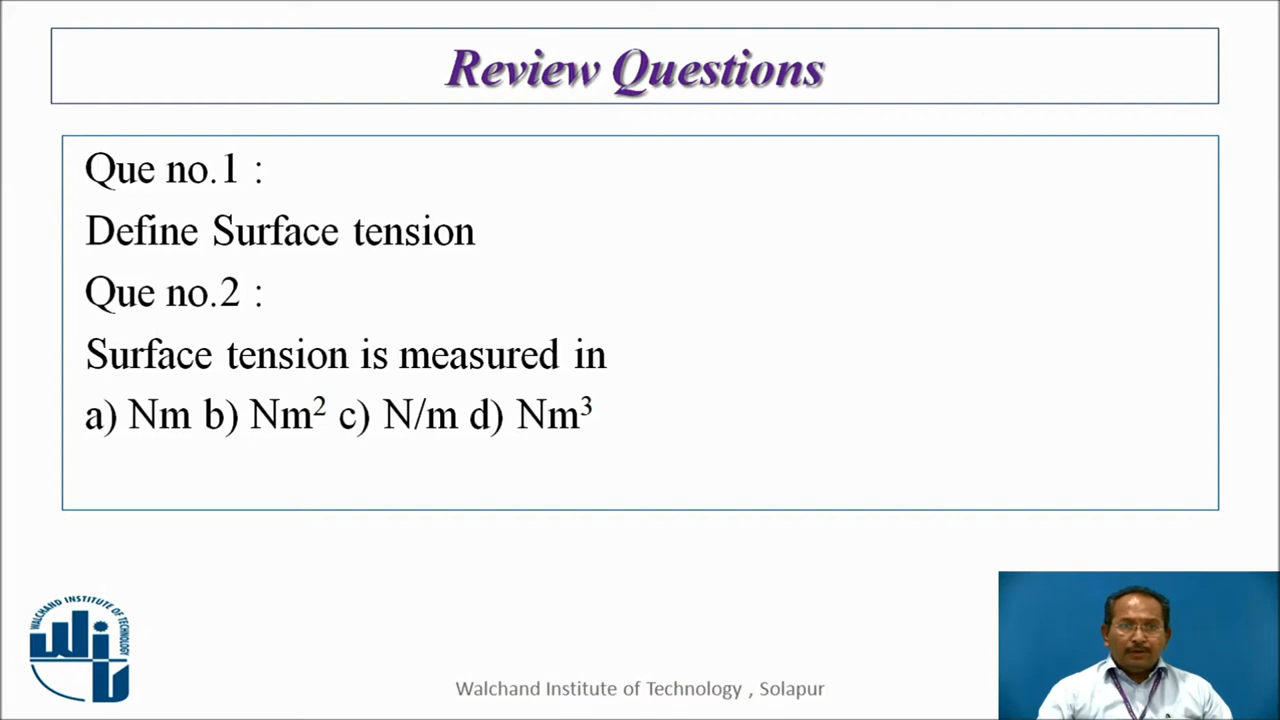 Review Questions
Que no.1 :
Define Surface tension
Que no.2 :
Surface tension is measured in
a) Nm b) Nm² c) N/m d) Nm³
WALCHAND INSTITUTE OF TECHNOLOGY
wit
Walchand Institute of Technology , Solapur